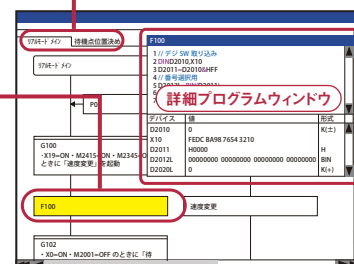 ﾘｱﾙﾓｰﾄﾞ ﾒｲﾝ 待機点位置決め
ﾘｱﾙﾓｰﾄﾞ ﾒｲﾝ
P0
G100
・X19=ON・M2415=ON・M2345=O
ときに「速度変更」を起動
F100
速度変更
G102
・X0=ON・M2001=OFF のときに「待
F100
1 // デジ SW 取り込み
2 DIND2010,X10
3 D2011=D2010&HFF
4 // 番号選択用
詳細プログラムウィンドウ
デバイス 値 形式
D2010 0 K(±)
X10 FEDC BA98 7654 3210
D2011 H0000 H
D2012L 00000000 00000000 00000000 00000000 BIN
D2020L 0 K(+)